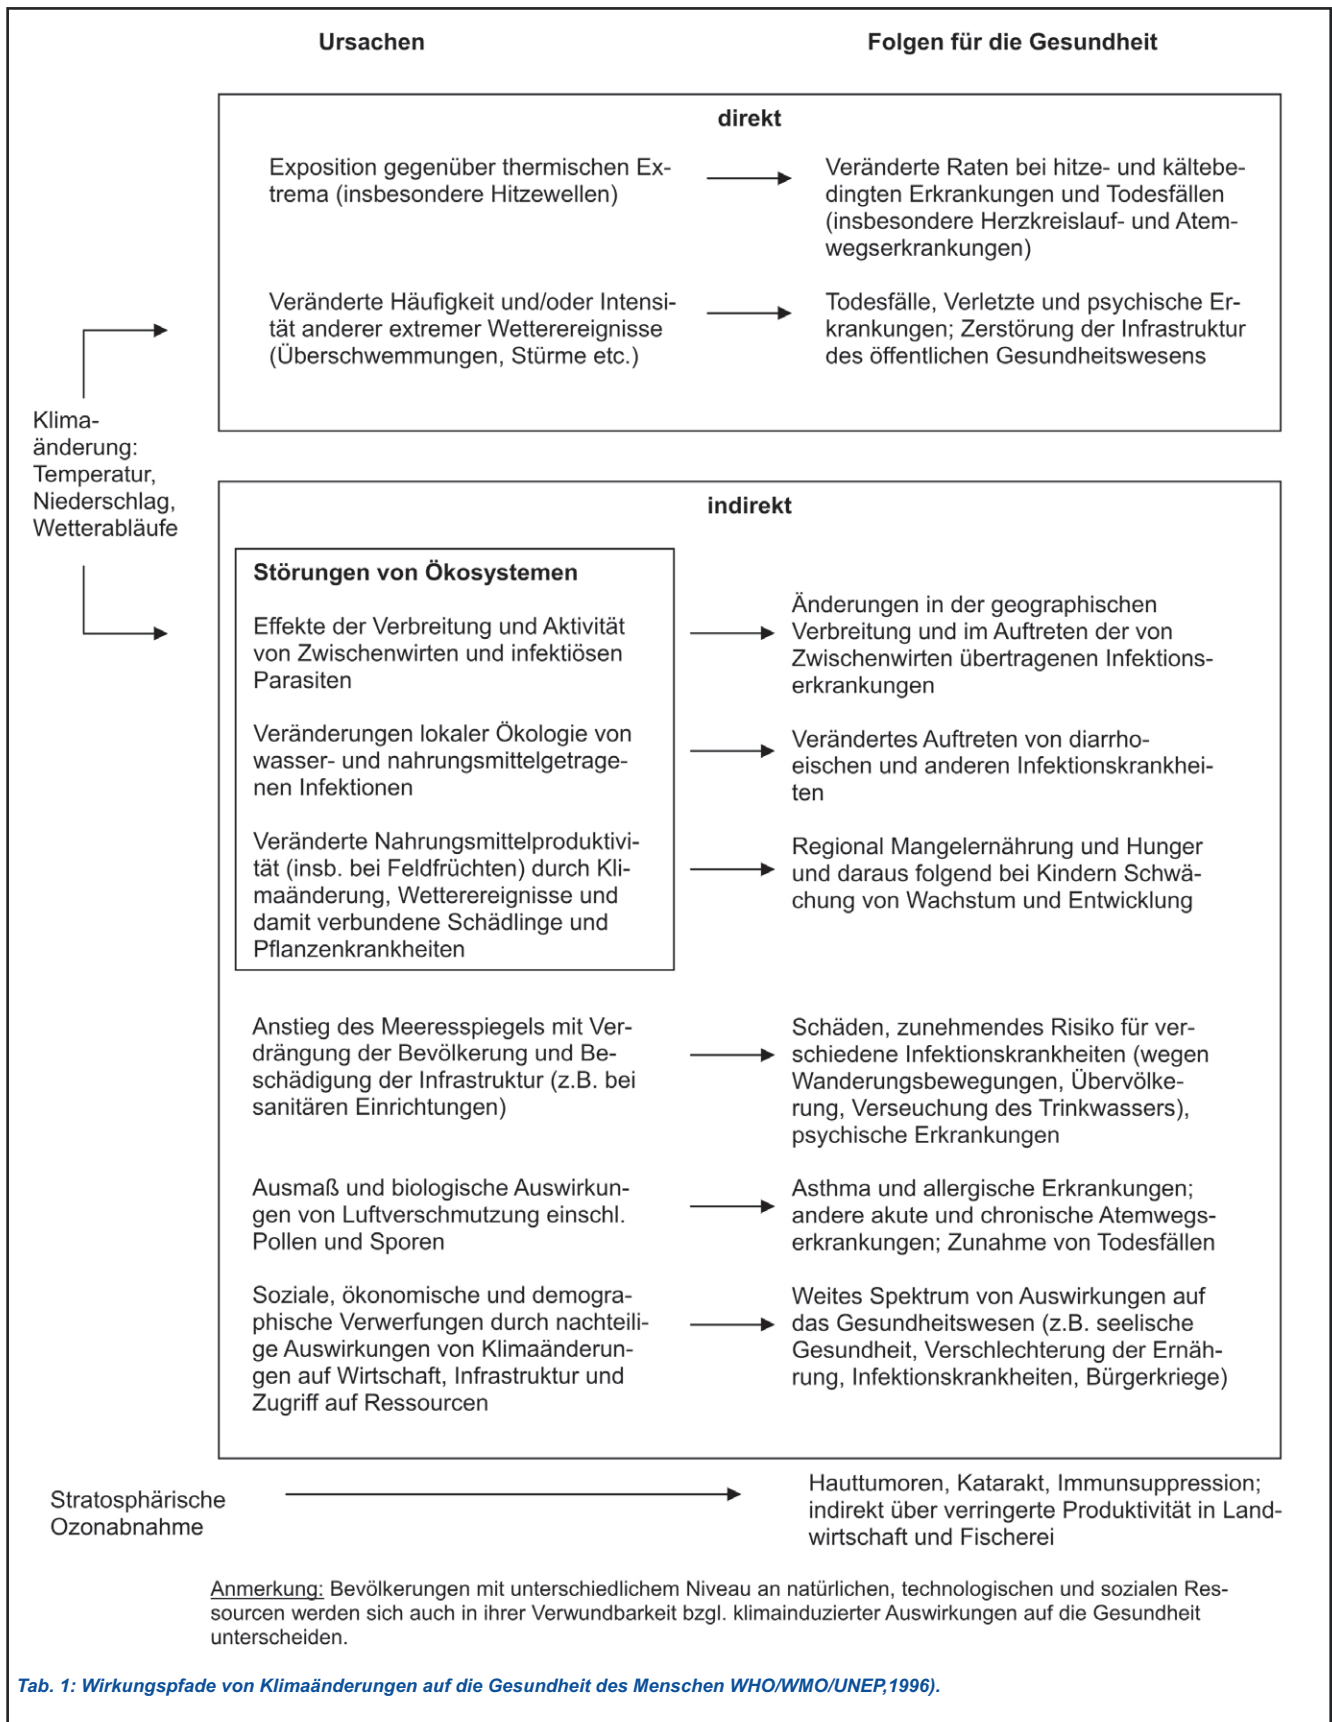 Ursachen
Folgen für die Gesundheit
direkt
Exposition gegenüber thermischen Ex-
trema (insbesondere Hitzewellen)
Veränderte Raten bei hitze- und kältebe-
dingten Erkrankungen und Todesfällen
(insbesondere Herzkreislauf- und Atem-
wegserkrankungen)
Veränderte Häufigkeit und/oder Intensi-
tät anderer extremer Wetterereignisse
(Überschwemmungen, Stürme etc.)
Todesfälle, Verletzte und psychische Er-
krankungen; Zerstörung der Infrastruktur
des öffentlichen Gesundheitswesens
Klima-
änderung:
Temperatur,
Niederschlag,
Wetterabläufe
indirekt
Störungen von Ökosystemen
Effekte der Verbreitung und Aktivität
von Zwischenwirten und infektiösen
Parasiten
Änderungen in der geographischen
Verbreitung und im Auftreten der von
Zwischenwirten übertragenen Infektions-
erkrankungen
Veränderungen lokaler Ökologie von
wasser- und nahrungsmittelgetrage-
nen Infektionen
Verändertes Auftreten von diarrho-
eischen und anderen Infektionskrankhei-
ten
Veränderte Nahrungsmittelproduktivi-
tät (insb. bei Feldfrüchten) durch Kli-
maänderung, Wetterereignisse und
damit verbundene Schädlinge und
Pflanzenkrankheiten
Regional Mangelernährung und Hunger
und daraus folgend bei Kindern Schwä-
chung von Wachstum und Entwicklung
Anstieg des Meeresspiegels mit Ver-
drängung der Bevölkerung und Be-
schädigung der Infrastruktur (z.B. bei
sanitären Einrichtungen)
Schäden, zunehmendes Risiko für ver-
schiedene Infektionskrankheiten (wegen
Wanderungsbewegungen, Übervölke-
rung, Verseuchung des Trinkwassers),
psychische Erkrankungen
Ausmaß und biologische Auswirkun-
gen von Luftverschmutzung einschl.
Pollen und Sporen
Asthma und allergische Erkrankungen;
andere akute und chronische Atemwegs-
erkrankungen; Zunahme von Todesfällen
Soziale, ökonomische und demogra-
phische Verwerfungen durch nachteili-
ge Auswirkungen von Klimaänderun-
gen auf Wirtschaft, Infrastruktur und
Zugriff auf Ressourcen
Weites Spektrum von Auswirkungen auf
das Gesundheitswesen (z.B. seelische
Gesundheit, Verschlechterung der Ernäh-
rung, Infektionskrankheiten, Bürgerkriege)
Stratosphärische
Ozonabnahme
Hauttumoren, Katarakt, Immunsuppression;
indirekt über verringerte Produktivität in Land-
wirtschaft und Fischerei
Anmerkung: Bevölkerungen mit unterschiedlichem Niveau an natürlichen, technologischen und sozialen Res-
sourcen werden sich auch in ihrer Verwundbarkeit bzgl. klimainduzierter Auswirkungen auf die Gesundheit
unterscheiden.
Tab. 1: Wirkungspfade von Klimaänderungen auf die Gesundheit des Menschen WHO/WMO/UNEP,1996).